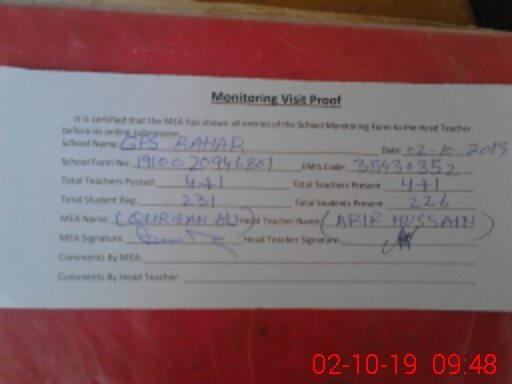 Monitoring Visit Proof
It is certified that the MEA has shown all entries of the School Monitoring Form to the Head Teacher
before its online submission.
School Name: GPS BAHAR Date: 02-10-2019
School Form No: EMIS Code: 35430352
Total Teachers Posted: 4+1 Total Teachers Present: 4+1
Total Student Reg: 231 Total Students Present: 226
MEA Name: (QURBAN ALI) Head Teacher Name: (ARIF HUSSAIN)
MEA Signature: Head Teacher Signature:
Comments By MEA:
Comments By Head Teacher:
02-10-19 09:48